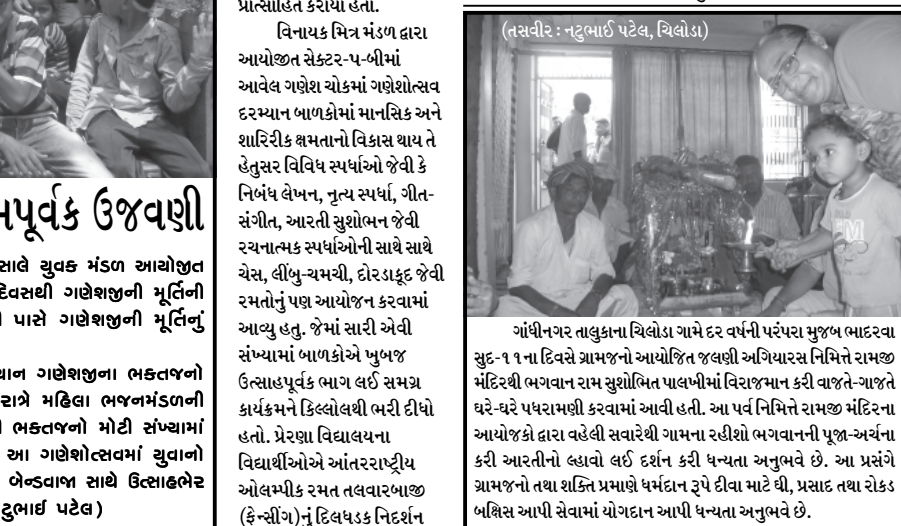 પૂર્વક ઉજવણી
સાલે યુવક મંડળ આયોજીત
દિવસથી ગણેશજીની મૂર્તિની
પાસે ગણેશજીની મૂર્તિનું
ગણેશજીના ભક્તજનો
રાત્રે મહિલા ભજનમંડળની
ભક્તજનો મોટી સંખ્યામાં
આ ગણેશોત્સવમાં યુવાનો
બેન્ડવાજા સાથે ઉત્સાહભેર
ટુભાઈ પટેલ)
પ્રોત્સાહિત કરાયા હતા.
વિનાયક મિત્ર મંડળ દ્વારા
આયોજીત સેક્ટર-૫-બીમાં
આવેલ ગણેશ ચોકમાં ગણેશોત્સવ
દરમ્યાન બાળકોમાં માનસિક અને
શારિરીક ક્ષમતાનો વિકાસ થાય તે
હેતુસર વિવિધ સ્પર્ધાઓ જેવી કે
નિબંધ લેખન, નૃત્ય સ્પર્ધા, ગીત-
સંગીત, આરતી સુશોભન જેવી
રચનાત્મક સ્પર્ધાઓની સાથે સાથે
ચેસ, લીંબુ-ચમચી, દોરડાકૂદ જેવી
રમતોનું પણ આયોજન કરવામાં
આવ્યુ હતુ. જેમાં સારી એવી
સંખ્યામાં બાળકોએ ખુબજ
ઉત્સાહપૂર્વક ભાગ લઈ સમગ્ર
કાર્યક્રમને કિલ્લોલથી ભરી દીધો
હતો. પ્રેરણા વિદ્યાલયના
વિદ્યાર્થીઓએ આંતરરાષ્ટ્રીય
ઓલમ્પીક રમત તલવારબાજી
(ફેન્સીંગ)નું દિલધડક નિદર્શન
(તસવીર : નટુભાઈ પટેલ, ચિલોડા)
ગાંધીનગર તાલુકાના ચિલોડા ગામે દર વર્ષની પરંપરા મુજબ ભાદરવા
સુદ-૧૧ના દિવસે ગ્રામજનો આયોજિત જલણી અગિયારસ નિમિત્તે રામજી
મંદિરથી ભગવાન રામ સુશોભિત પાલખીમાં વિરાજમાન કરી વાજતે-ગાજતે
ઘરે-ઘરે પધરામણી કરવામાં આવી હતી. આ પર્વ નિમિત્તે રામજી મંદિરના
આયોજકો દ્વારા વહેલી સવારેથી ગામના રહીશો ભગવાનની પૂજા-અર્ચના
કરી આરતીનો લ્હાવો લઈ દર્શન કરી ધન્યતા અનુભવે છે. આ પ્રસંગે
ગ્રામજનો તથા શક્તિ પ્રમાણે ધર્મદાન રૂપે દીવા માટે ઘી, પ્રસાદ તથા રોકડ
બક્ષિસ આપી સેવામાં યોગદાન આપી ધન્યતા અનુભવે છે.